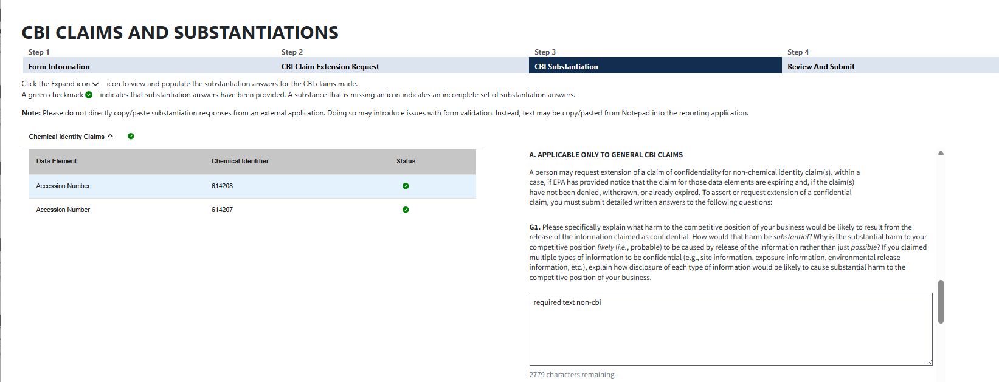 CBI CLAIMS AND SUBSTANTIATIONS
Step 1
Form Information
Step 2
CBI Claim Extension Request
Step 3
CBI Substantiation
Step 4
Review And Submit
Click the Expand icon icon to view and populate the substantiation answers for the CBI claims made.
A green checkmark indicates that substantiation answers have been provided. A substance that is missing an icon indicates an incomplete set of substantiation answers.
Note: Please do not directly copy/paste substantiation responses from an external application. Doing so may introduce issues with form validation. Instead, text may be copy/pasted from Notepad into the reporting application.
Chemical Identity Claims
Data Element Chemical Identifier Status
Accession Number 614208
Accession Number 614207
A. APPLICABLE ONLY TO GENERAL CBI CLAIMS
A person may request extension of a claim of confidentiality for non-chemical identity claim(s), within a
case, if EPA has provided notice that the claim for those data elements are expiring and, if the claim(s)
have not been denied, withdrawn, or already expired. To assert or request extension of a confidential
claim, you must submit detailed written answers to the following questions:
G1. Please specifically explain what harm to the competitive position of your business would be likely to result from the
release of the information claimed as confidential. How would that harm be substantial? Why is the substantial harm to your
competitive position likely (i.e., probable) to be caused by release of the information rather than just possible? If you claimed
multiple types of information to be confidential (e.g., site information, exposure information, environmental release
information, etc.), explain how disclosure of each type of information would be likely to cause substantial harm to the
competitive position of your business.
required text non-cbi
2779 characters remaining